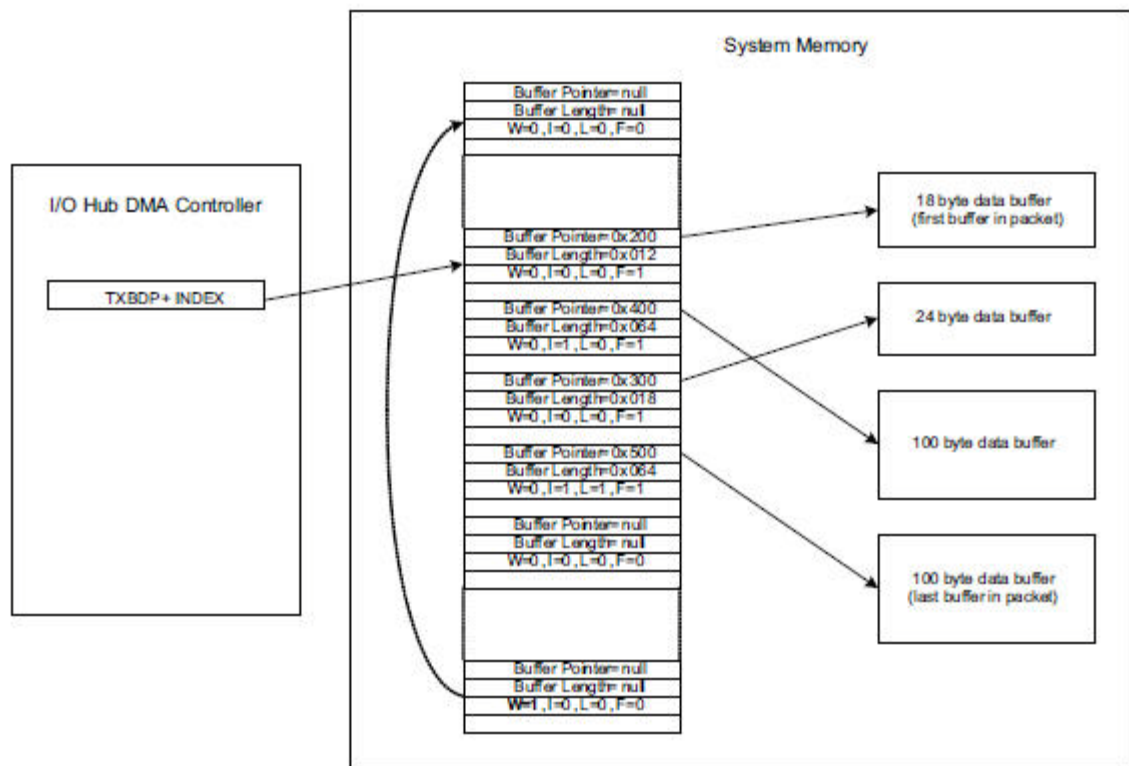 System Memory
I/O Hub DMA Controller
TXBDP+ INDEX
Buffer Pointer= null
Buffer Length= null
W=0 , I=0 , L=0 , F=0
Buffer Pointer= 0x200
Buffer Length=0x012
W=0 , I=0 , L=0 , F=1
Buffer Pointer= 0x400
Buffer Length=0x064
W=0 , I=1 , L=0 , F=1
Buffer Pointer= 0x300
Buffer Length=0x018
W=0 , I=0 , L=0 , F=1
Buffer Pointer= 0x500
Buffer Length=0x064
W=0 , I=1 , L=1 , F=1
Buffer Pointer= null
Buffer Length= null
W=0 , I=0 , L=0 , F=0
Buffer Pointer= null
Buffer Length= null
W=1 , I=0 , L=0 , F=0
18 byte data buffer
(first buffer in packet)
24 byte data buffer
100 byte data buffer
100 byte data buffer
(last buffer in packet)